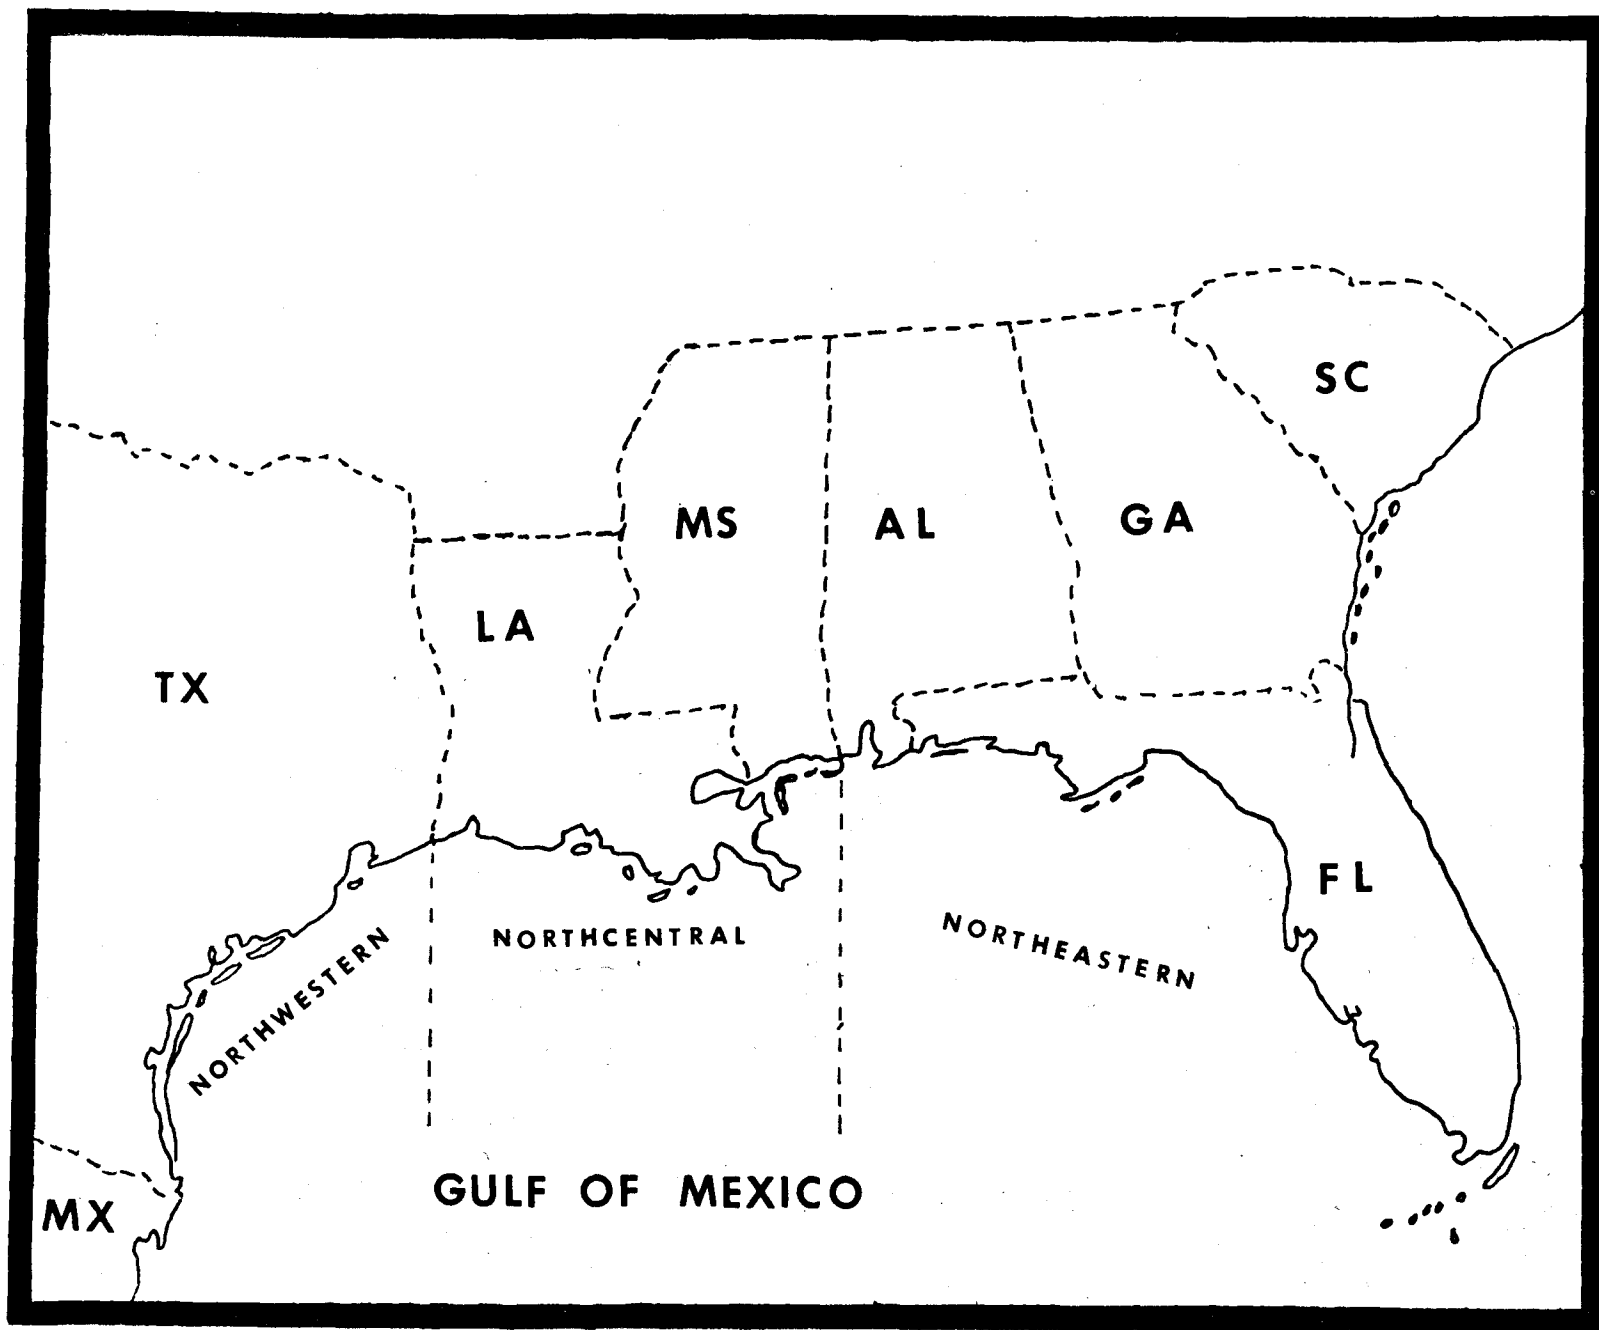 SC
MS
AL
GA
LA
TX
FL
NORTHWESTERN
NORTHCENTRAL
NORTHEASTERN
GULF OF MEXICO
MX